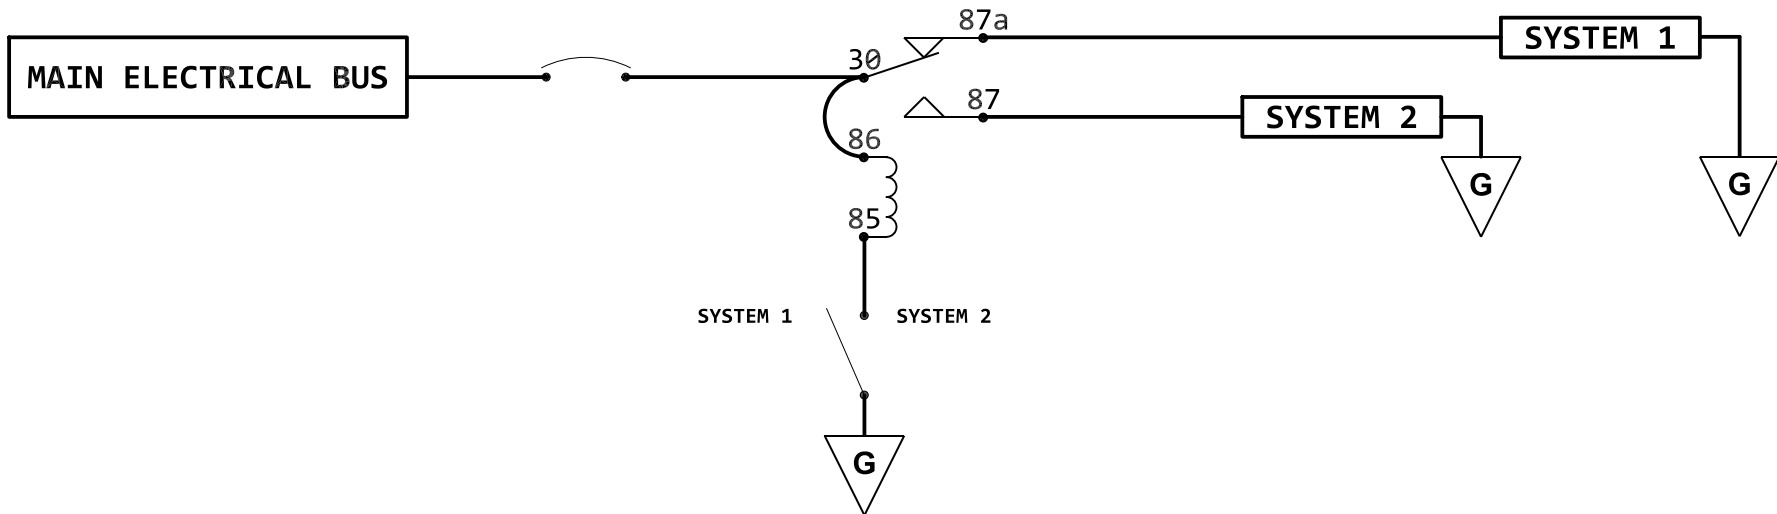 87a
SYSTEM 1
30
MAIN ELECTRICAL BUS
87
SYSTEM 2
86
G
G
85
SYSTEM 1
SYSTEM 2
G